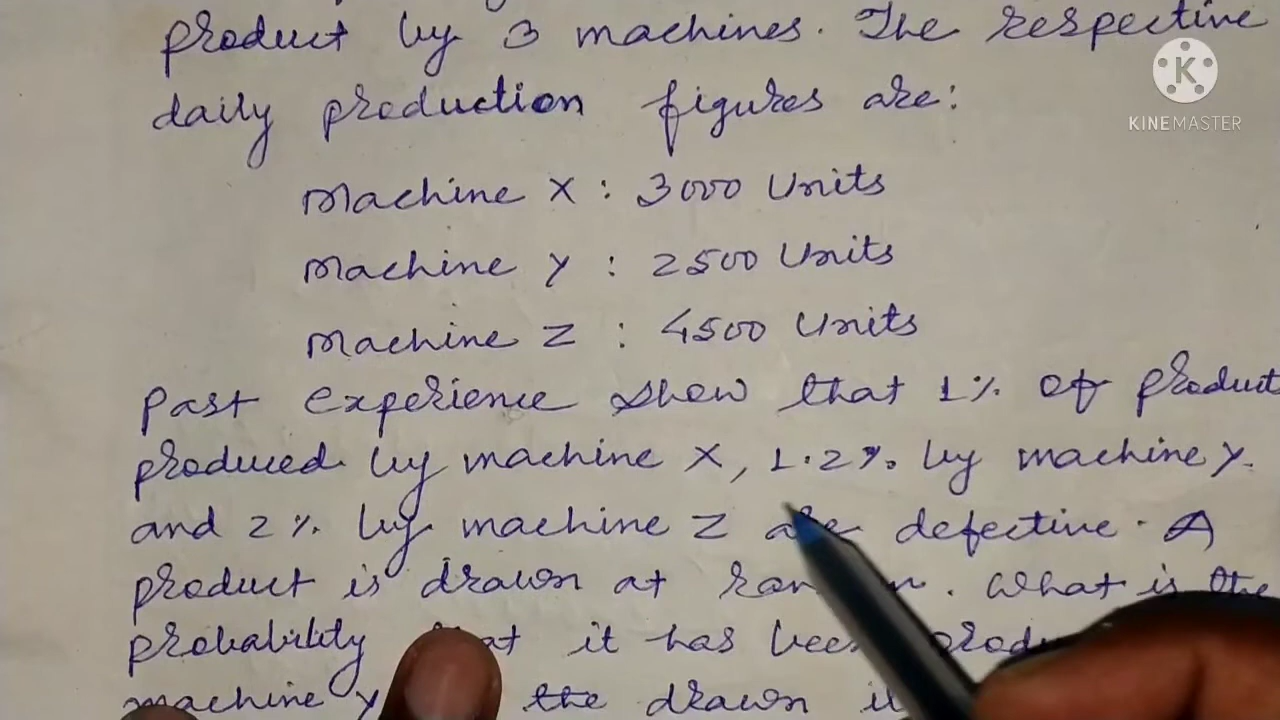 product by 3 machines. The respective
daily production figures are:
K
KINEMASTER
Machine X : 3000 Units
Machine Y : 2500 Units
Machine Z : 4500 Units
Past experience show that 1% of product
produced by machine X, 1.2% by machine Y.
and 2% by machine Z are defective. A
product is drawn at . What is the
probability it has been
machine Y the drawn